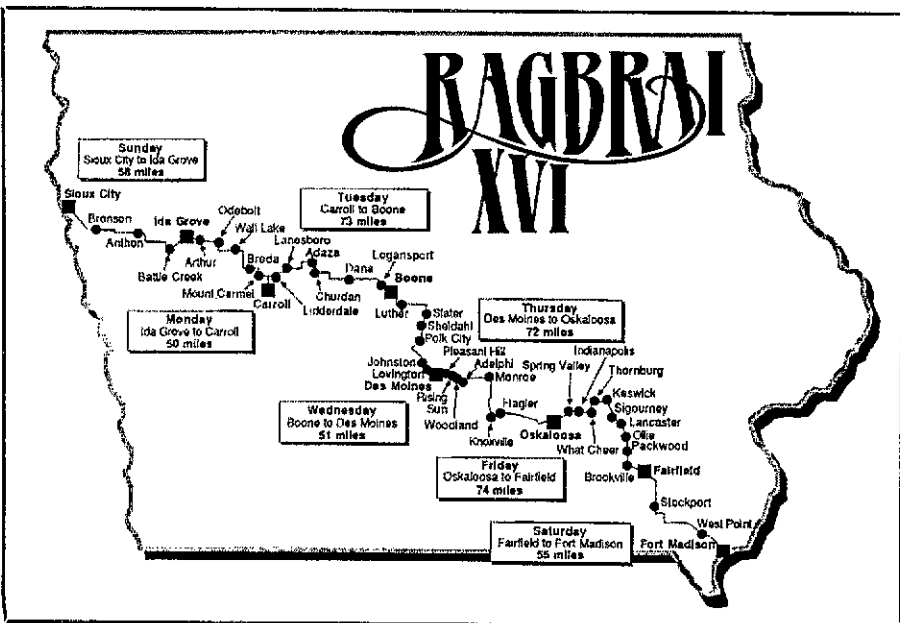 RAGBRAI
XVI
Sunday
Sioux City to Ida Grove
58 miles
Sioux City
Bronson
Anthon
Battle Creek
Ida Grove
Arthur
Odebolt
Wall Lake
Breda
Mount Carmel
Carroll
Lidderdale
Lanesboro
Adaza
Churdan
Dana
Logansport
Boone
Luther
Tuesday
Carroll to Boone
73 miles
Monday
Ida Grove to Carroll
50 miles
Slater
Sheldahl
Polk City
Johnston
Lovington
Des Moines
Pleasant Hill
Rising
Sun
Woodland
Adelphi
Monroe
Thursday
Des Moines to Oskaloosa
72 miles
Wednesday
Boone to Des Moines
51 miles
Knoxville
Flagler
Oskaloosa
Spring Valley
Indianapolis
What Cheer
Thornburg
Keswick
Sigourney
Lancaster
Ollie
Packwood
Brookville
Fairfield
Friday
Oskaloosa to Fairfield
74 miles
Stockport
West Point
Fort Madison
Saturday
Fairfield to Fort Madison
55 miles